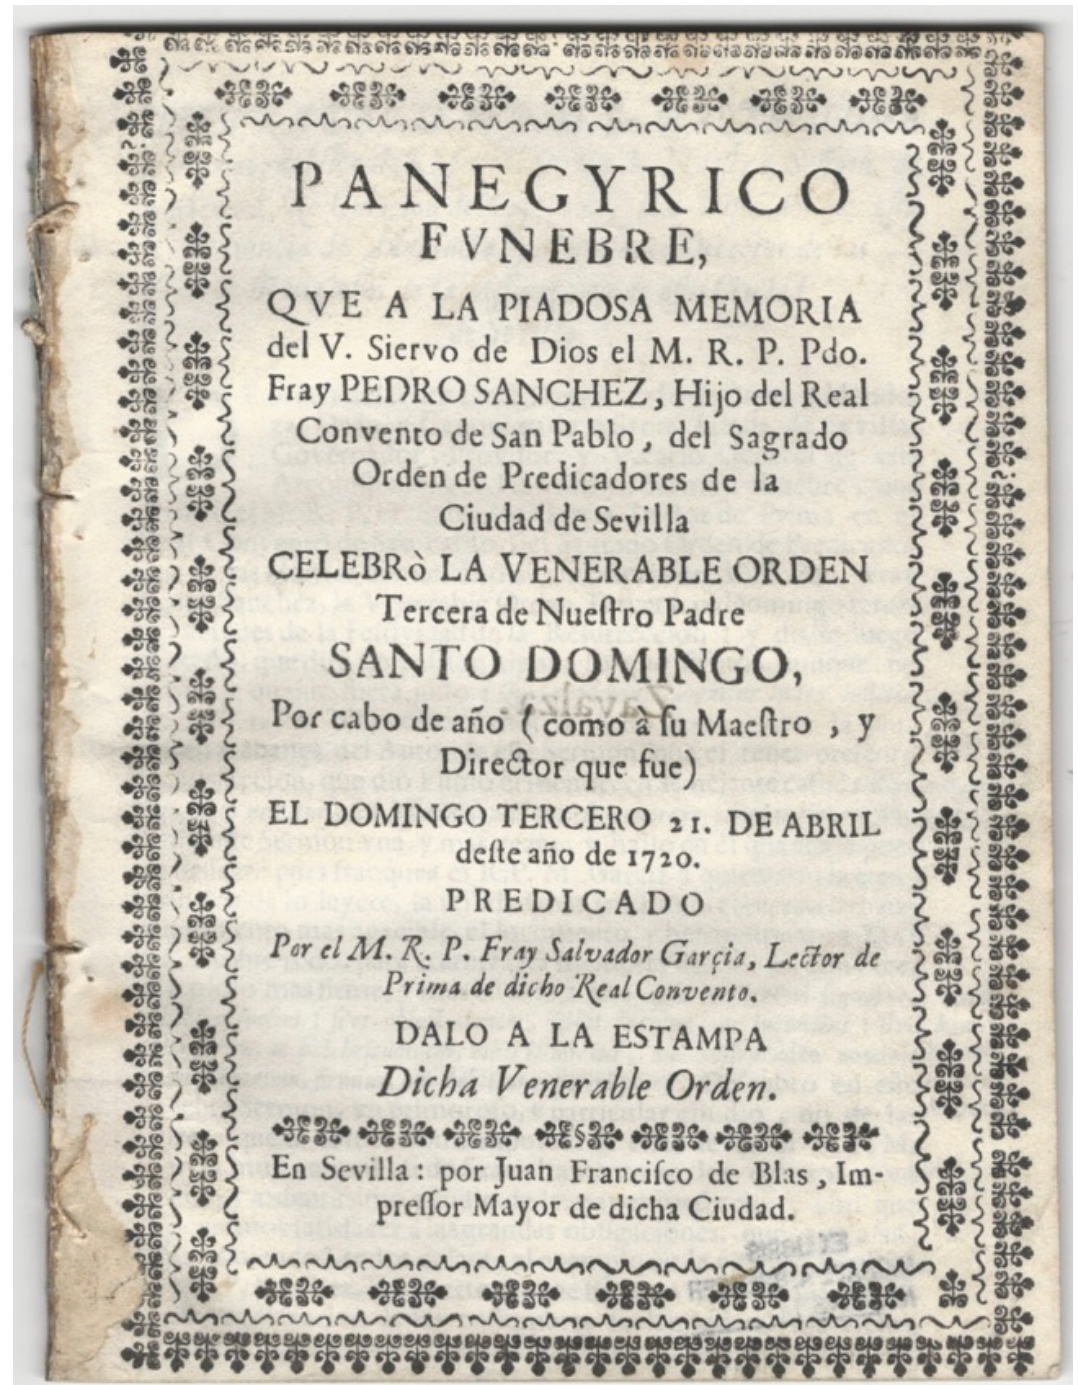 PANEGYRICO
FVNEBRE,
QVE A LA PIADOSA MEMORIA
del V. Siervo de Dios el M. R. P. Pdo.
Fray PEDRO SANCHEZ, Hijo del Real
Convento de San Pablo, del Sagrado
Orden de Predicadores de la
Ciudad de Sevilla
CELEBRò LA VENERABLE ORDEN
Tercera de Nueſtro Padre
SANTO DOMINGO,
Por cabo de año (como à ſu Maeſtro, y
Director que fue)
EL DOMINGO TERCERO 21. DE ABRIL
deſte año de 1720.
PREDICADO
Por el M. R. P. Fray Salvador Garçia, Lector de
Prima de dicho Real Convento.
DALO A LA ESTAMPA
Dicha Venerable Orden.
En Sevilla: por Juan Franciſco de Blas, Im-
preſſor Mayor de dicha Ciudad.